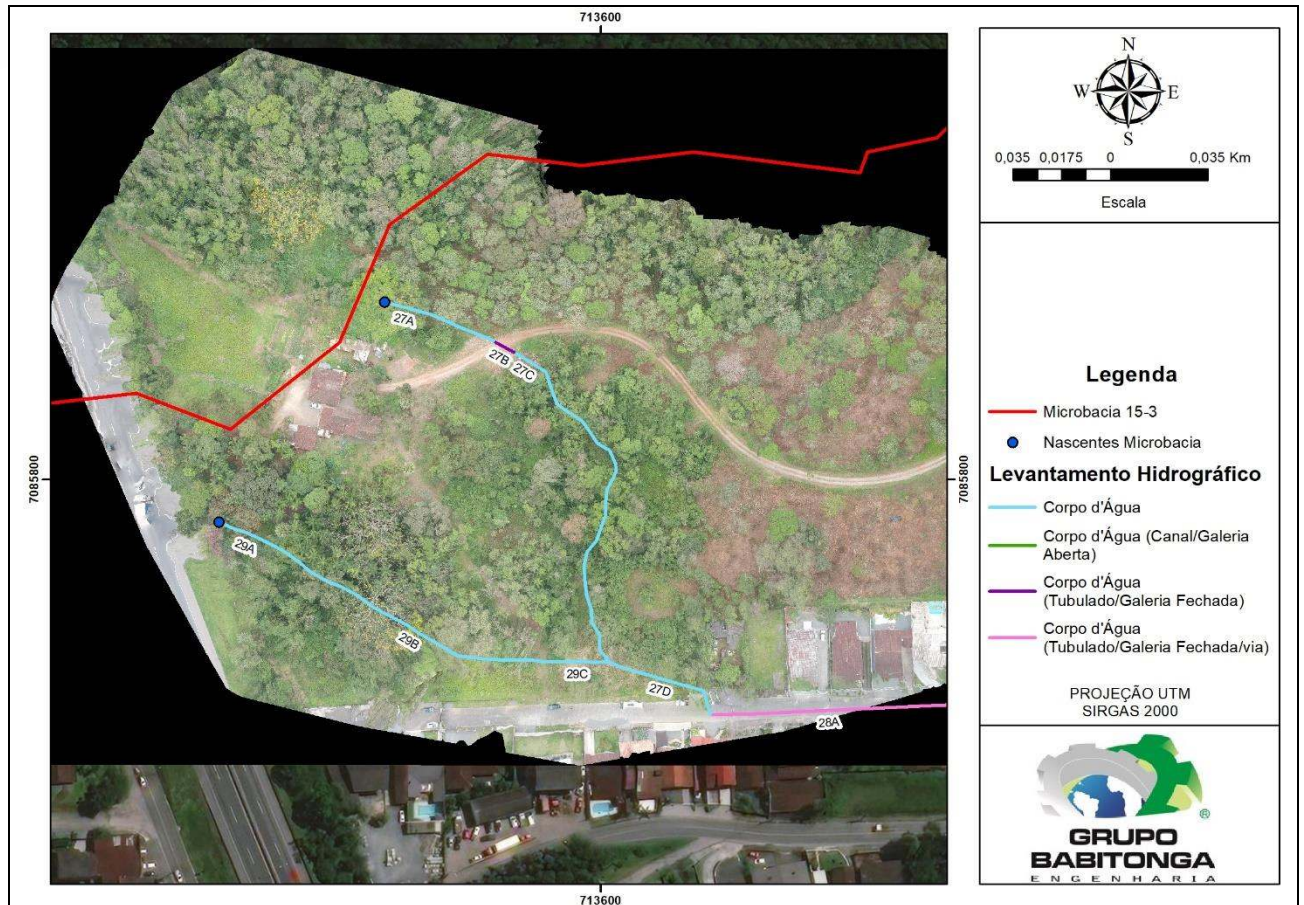 713600
7085800
27A
27B
27C
29A
29B
29C
27D
28A
7085800
713600
N
W E
S
0,035 0,0175 0 0,035 Km
Escala
Legenda
Microbacia 15-3
Nascentes Microbacia
Levantamento Hidrográfico
Corpo d'Água
Corpo d'Água (Canal/Galeria
Aberta)
Corpo d'Água
(Tubulado/Galeria Fechada)
Corpo d'Água
(Tubulado/Galeria Fechada/via)
PROJEÇÃO UTM
SIRGAS 2000
®
GRUPO
BABITONGA
ENGENHARIA